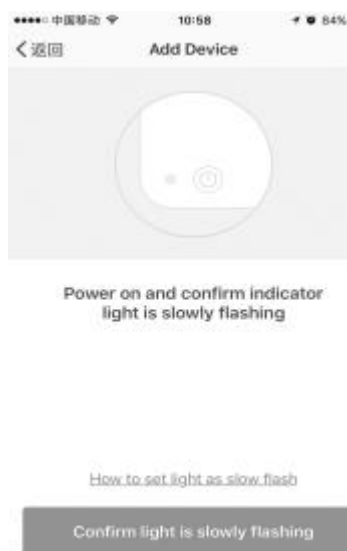 中国移动 10:58 84%
返回 Add Device
Power on and confirm indicator
light is slowly flashing
How to set light as slow flash
Confirm light is slowly flashing